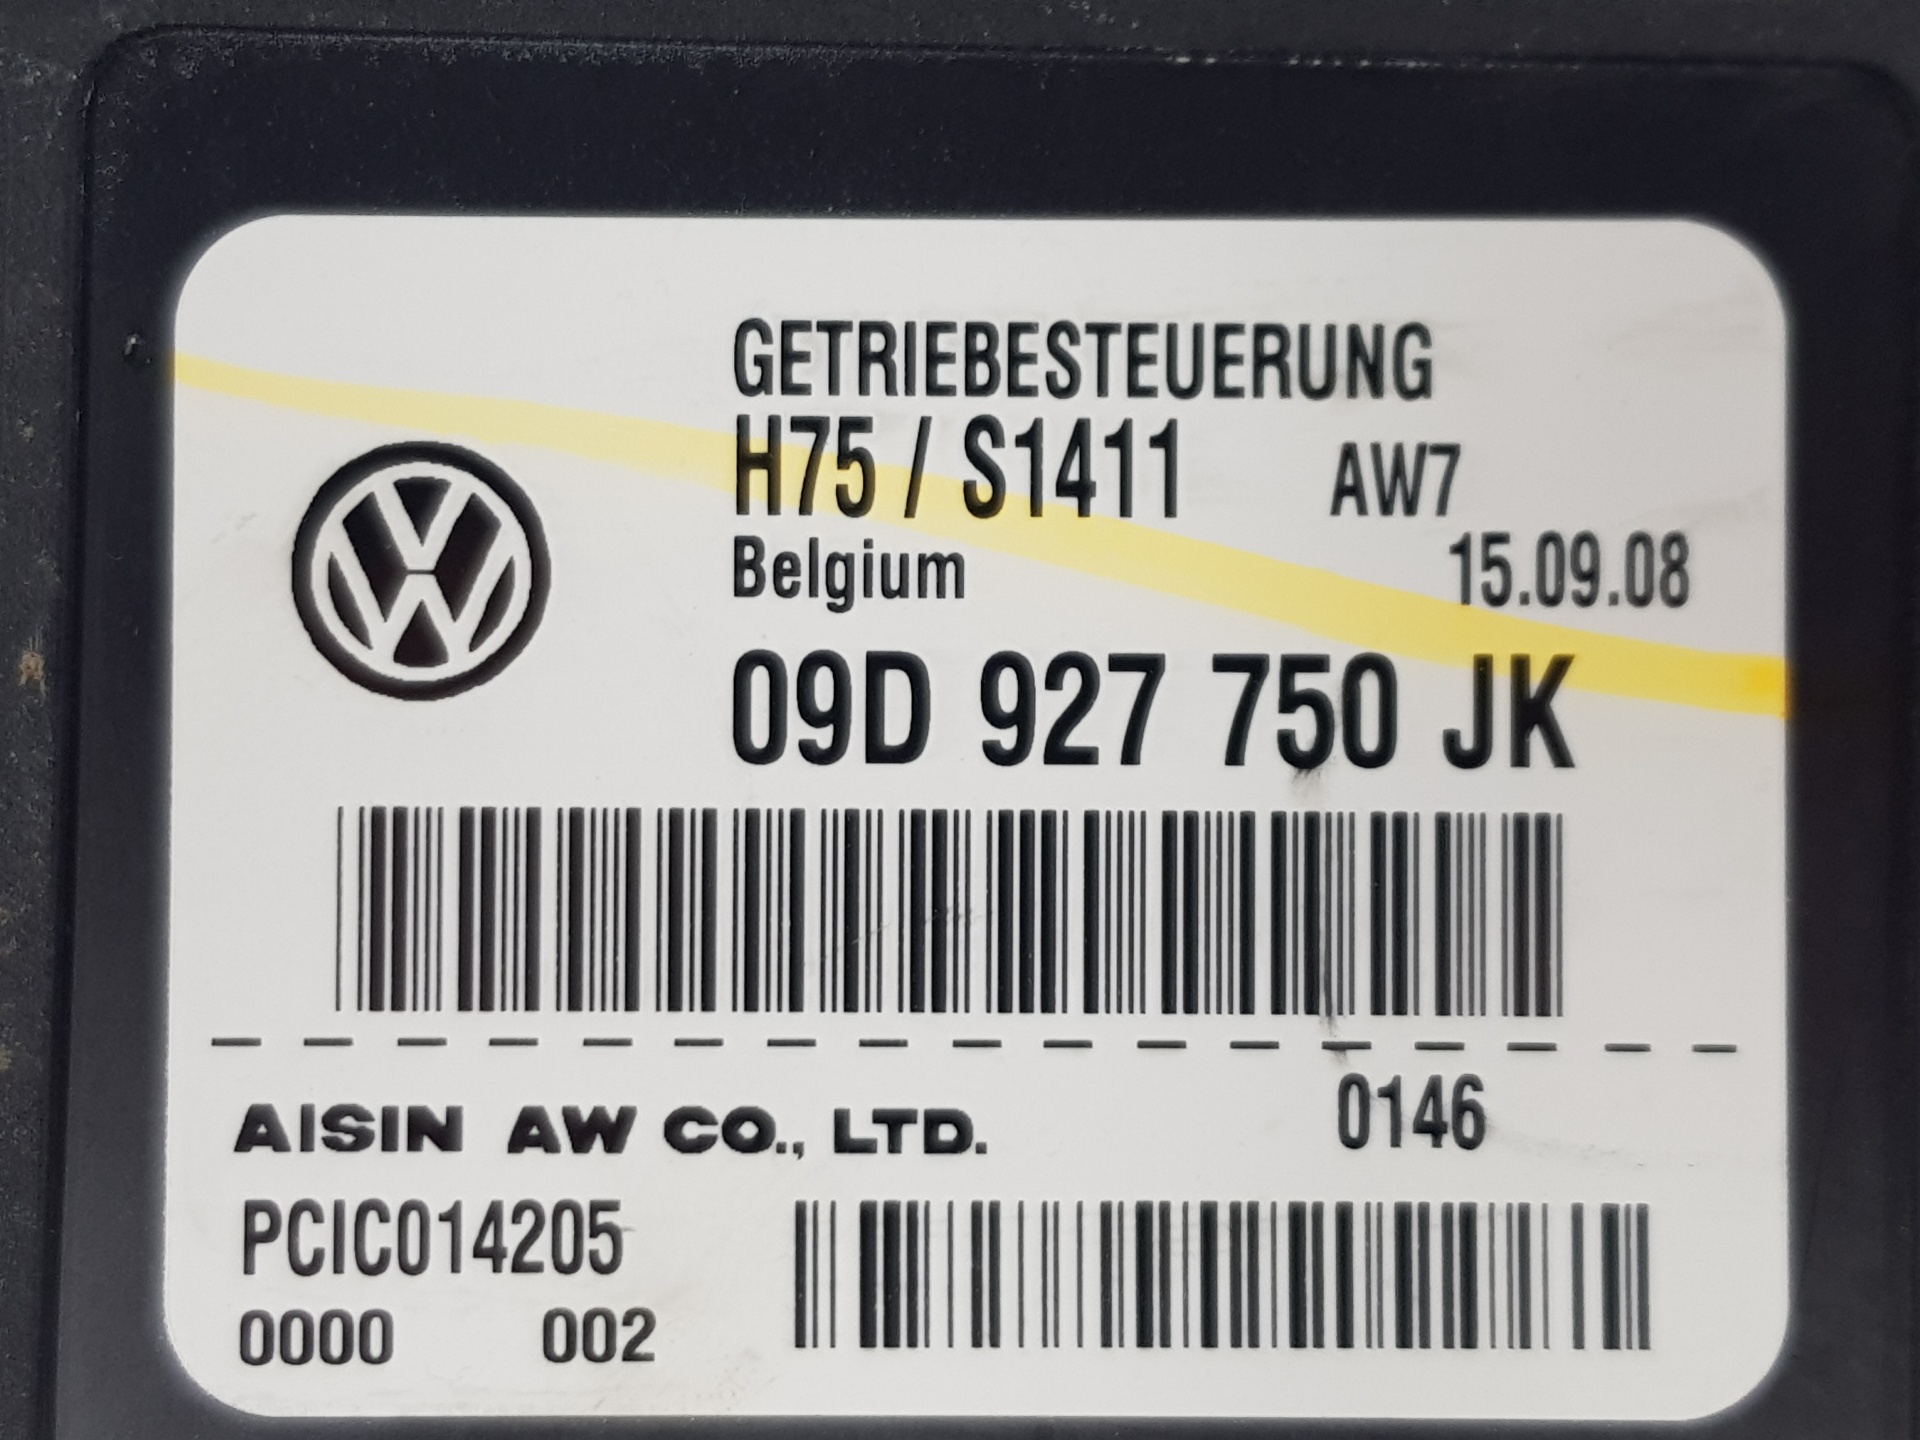 GETRIEBESTEUERUNG
H75 / S1411 AW7
Belgium 15.09.08
09D 927 750 JK
AISIN AW CO., LTD. 0146
PCIC014205
0000 002